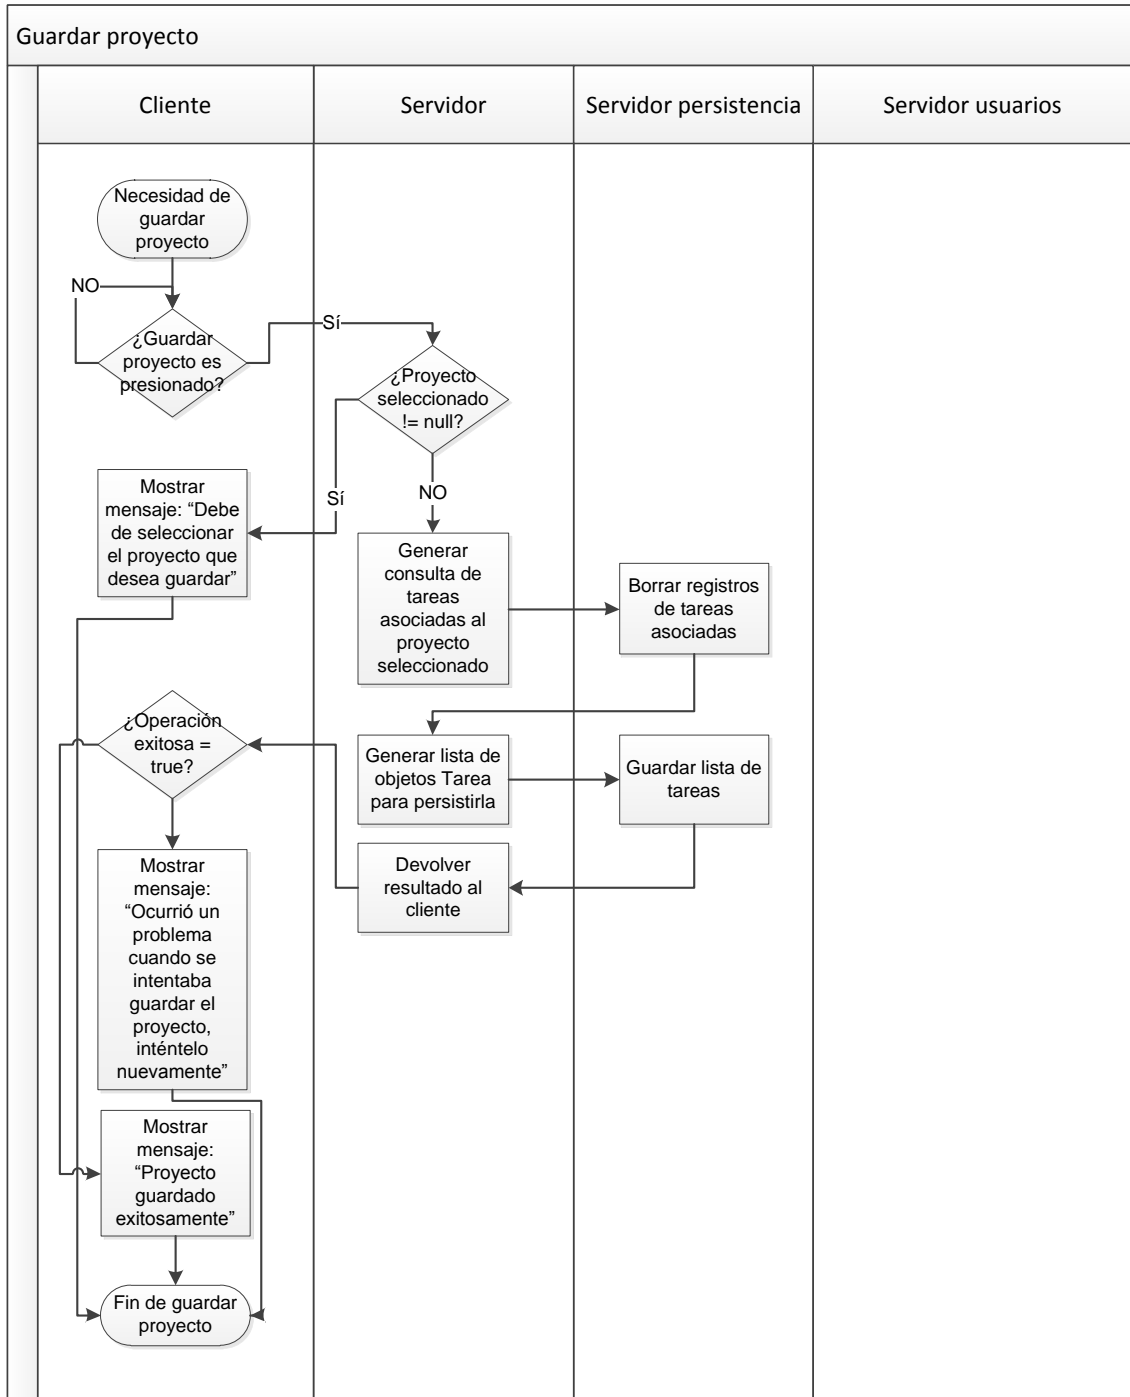 Guardar proyecto
Cliente
Servidor
Servidor persistencia
Servidor usuarios
Necesidad de
guardar
proyecto
NO
¿Guardar
proyecto es
presionado?
Sí
¿Proyecto
seleccionado
!= null?
Sí
NO
Mostrar
mensaje: “Debe
de seleccionar
el proyecto que
desea guardar”
Generar
consulta de
tareas
asociadas al
proyecto
seleccionado
Borrar registros
de tareas
asociadas
¿Operación
exitosa =
true?
Generar lista de
objetos Tarea
para persistirla
Guardar lista de
tareas
Devolver
resultado al
cliente
Mostrar
mensaje:
“Ocurrió un
problema
cuando se
intentaba
guardar el
proyecto,
inténtelo
nuevamente”
Mostrar
mensaje:
“Proyecto
guardado
exitosamente”
Fin de guardar
proyecto